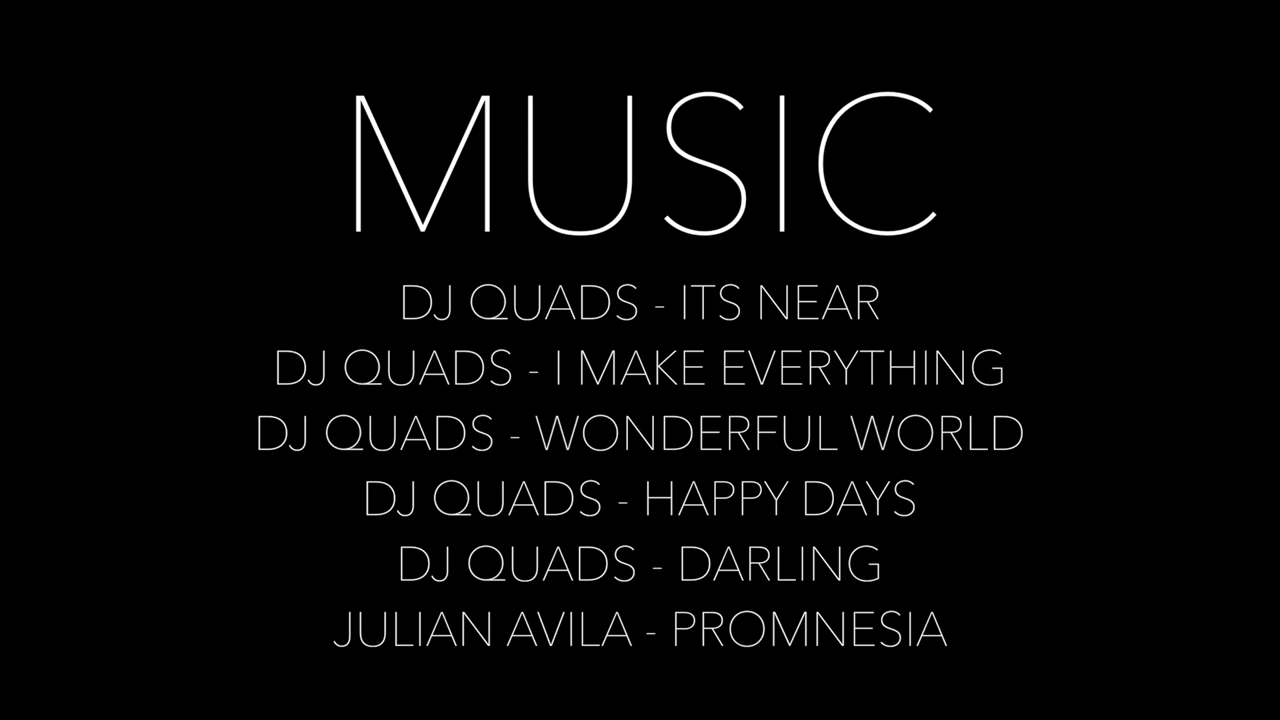 MUSIC
DJ QUADS - ITS NEAR
DJ QUADS - I MAKE EVERYTHING
DJ QUADS - WONDERFUL WORLD
DJ QUADS - HAPPY DAYS
DJ QUADS - DARLING
JULIAN AVILA - PROMNESIA